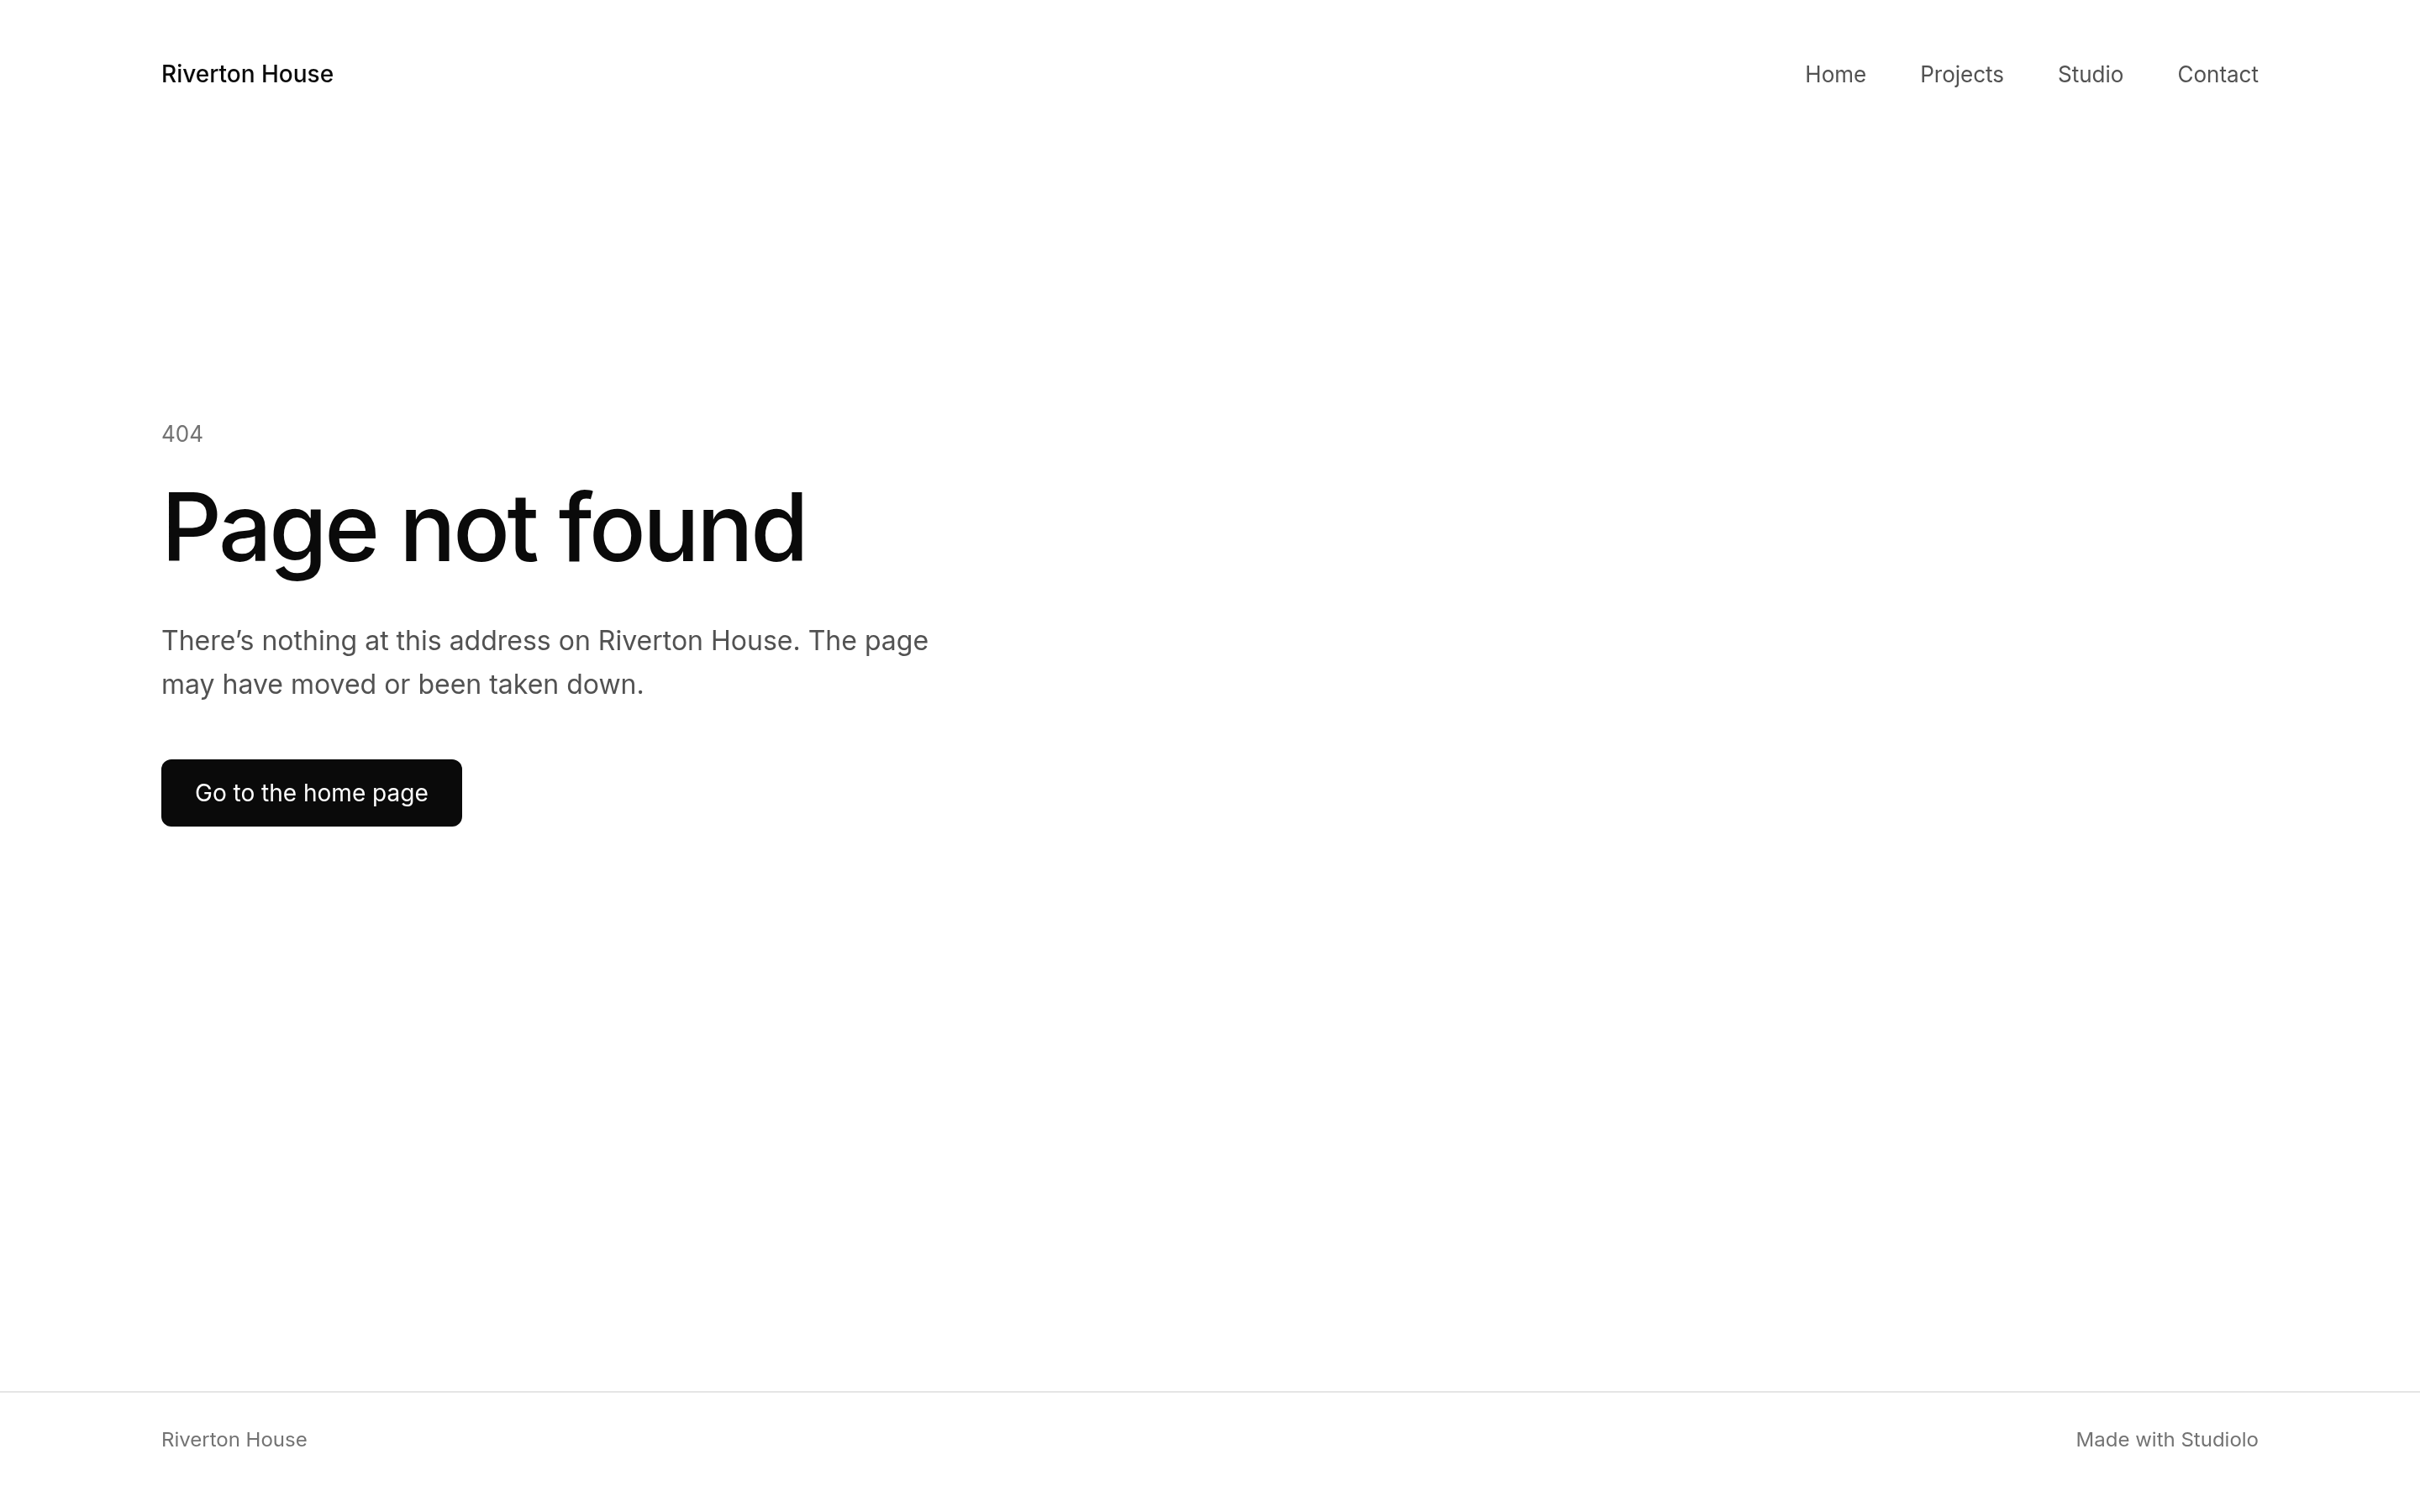 Riverton House
Home Projects Studio Contact
404
Page not found
There’s nothing at this address on Riverton House. The page
may have moved or been taken down.
Go to the home page
Riverton House
Made with Studiolo